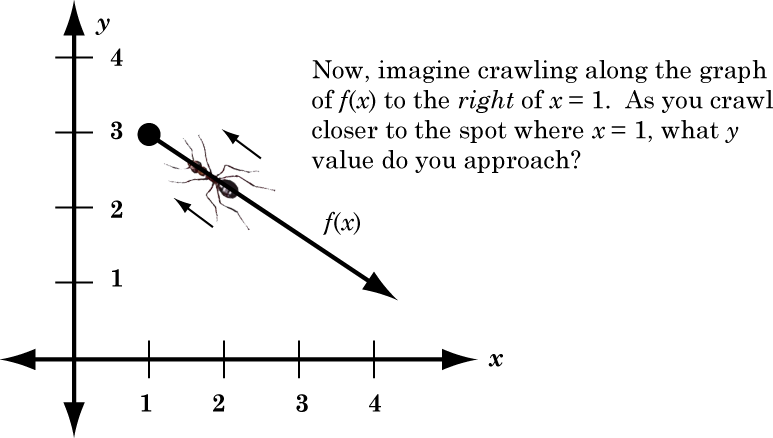 y
4
Now, imagine crawling along the graph
of f(x) to the right of x = 1. As you crawl
closer to the spot where x = 1, what y
value do you approach?
3
2
f(x)
1
x
1 2 3 4